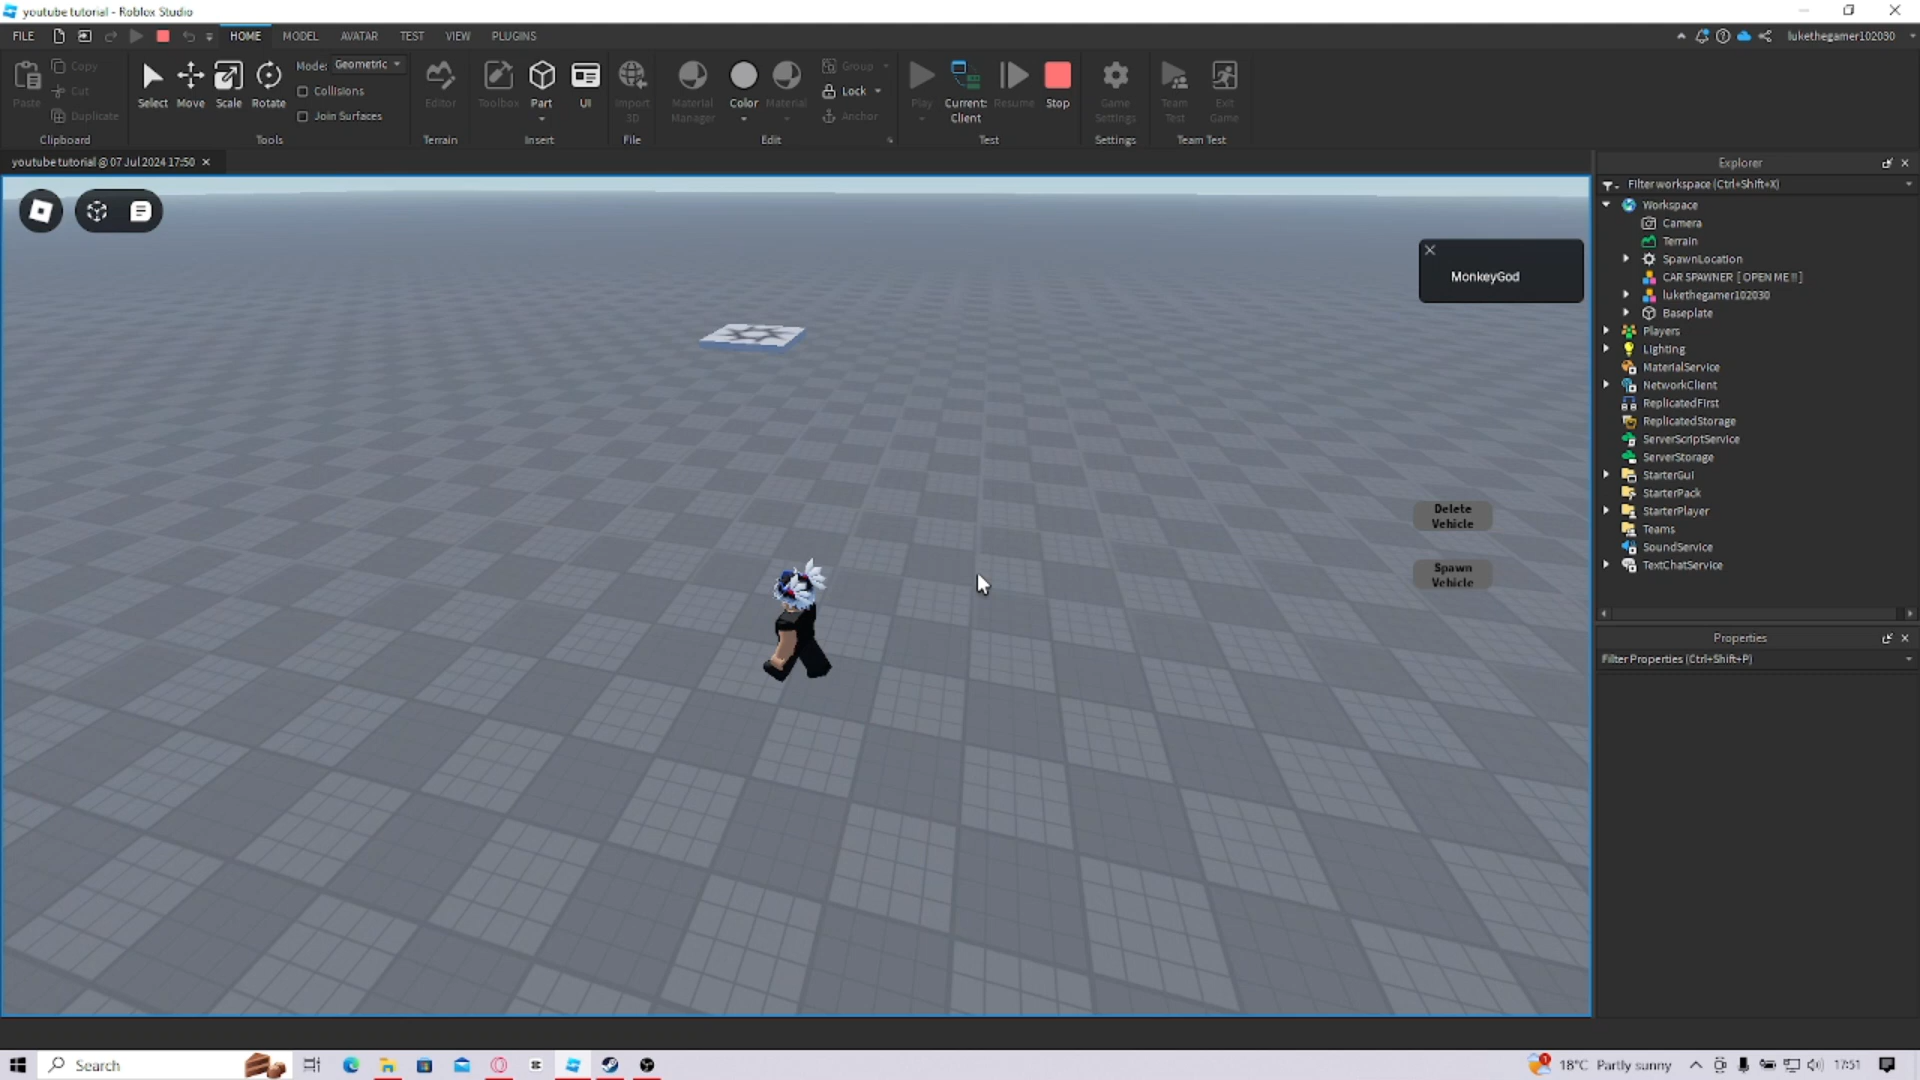 youtube tutorial - Roblox Studio
FILE HOME MODEL AVATAR TEST VIEW PLUGINS lukethegamer102030
Paste Copy Cut Duplicate Clipboard
Select Move Scale Rotate Mode: Geometric Collisions Join Surfaces Tools
Editor Terrain
Toolbox Part UI Insert
Import 3D File
Material Manager Color Material Group Lock Anchor Edit
Play Current: Client Resume Stop Test
Game Settings Settings
Team Test Exit Game Team Test
youtube tutorial @ 07 Jul 2024 17:50
MonkeyGod
Delete
Vehicle
Spawn
Vehicle
Explorer
Filter workspace (Ctrl+Shift+X)
Workspace
Camera
Terrain
SpawnLocation
CAR SPAWNER [ OPEN ME !! ]
lukethegamer102030
Baseplate
Players
Lighting
MaterialService
NetworkClient
ReplicatedFirst
ReplicatedStorage
ServerScriptService
ServerStorage
StarterGui
StarterPack
StarterPlayer
Teams
SoundService
TextChatService
Properties
Filter Properties (Ctrl+Shift+P)
Search
1 18°C Partly sunny 17:51